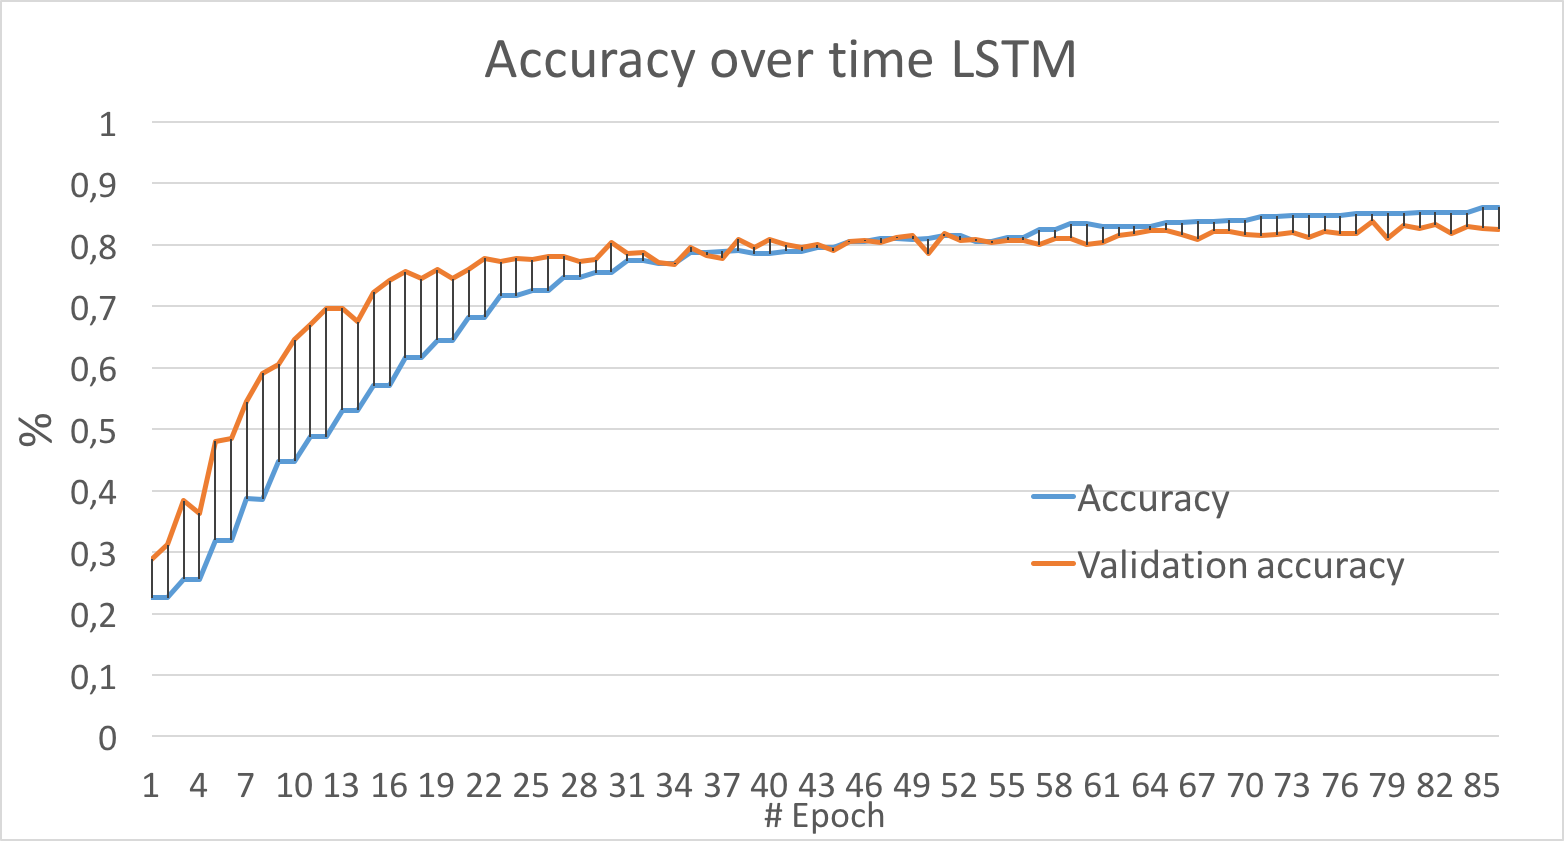 Accuracy over time LSTM
1
0,9
0,8
0,7
0,6
0,5
0,4
0,3
0,2
0,1
0
%
Accuracy
Validation accuracy
1 4 7 10 13 16 19 22 25 28 31 34 37 40 43 46 49 52 55 58 61 64 67 70 73 76 79 82 85
# Epoch